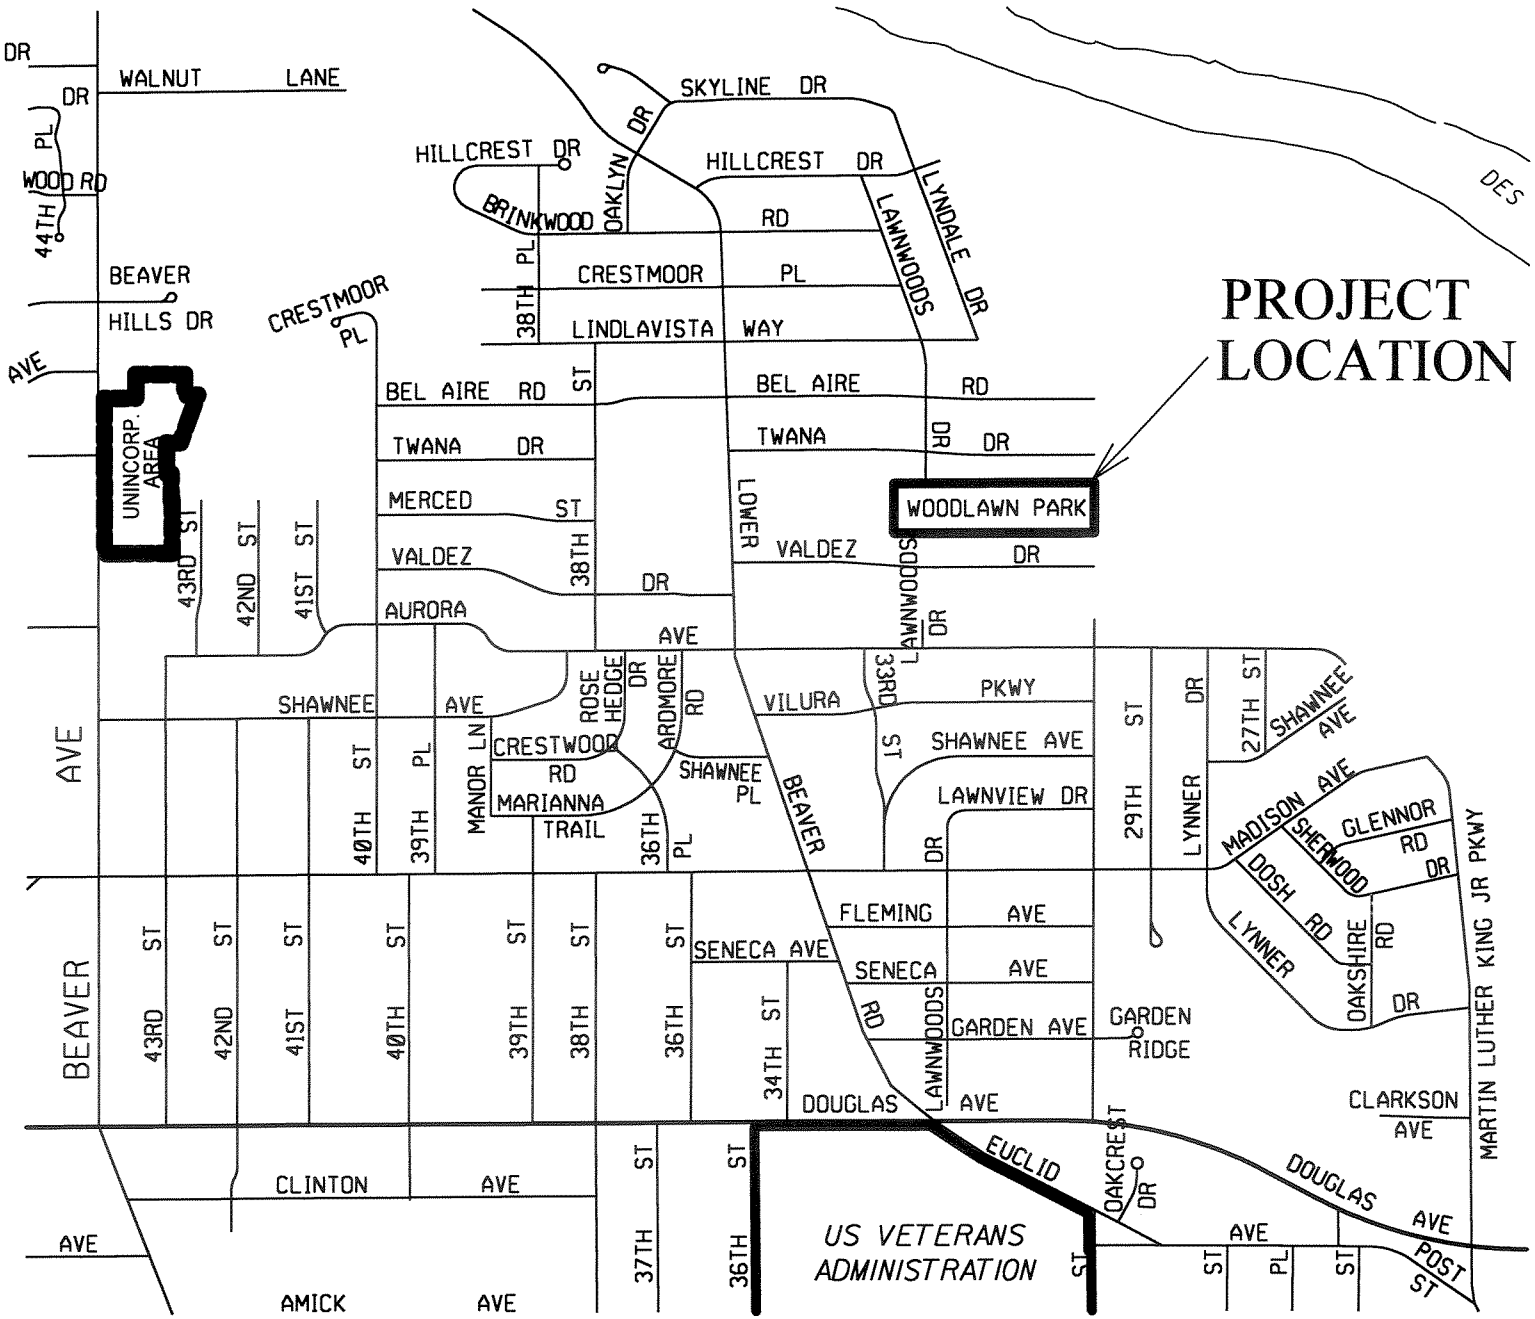 DR
WALNUT LANE
DR
44TH PL
WOOD RD
SKYLINE DR
OAKLYN DR
HILLCREST DR
HILLCREST DR
LYNDALE DR
LAWNWOODS DR
BRINKWOOD RD
38TH PL
DES
BEAVER
HILLS DR
CRESTMOOR
PL
CRESTMOOR PL
LINDLAVISTA WAY
PROJECT
LOCATION
AVE
UNINCORP.
AREA
BEL AIRE RD
BEL AIRE RD
38TH ST
TWANA DR
TWANA DR
MERCED ST
LOWER
WOODLAWN PARK
VALDEZ DR
VALDEZ DR
43RD ST
42ND ST
41ST ST
LAWNWOODS DR
AURORA AVE
ROSE
HEDGE
DR
ARDMORE
RD
33RD ST
VILURA PKWY
SHAWNEE AVE
29TH ST
LYNNER DR
27TH ST
SHAWNEE
AVE
AVE
40TH ST
39TH PL
MANOR LN
CRESTWOOD
RD
SHAWNEE
PL
SHAWNEE AVE
MARIANNA
TRAIL
36TH
PL
BEAVER
LAWNVIEW DR
DR
MADISON AVE
SHERWOOD DR
GLENNOR
RD
DOSH RD
LYNNER DR
OAKSHIRE
RD
MARTIN LUTHER KING JR PKWY
FLEMING AVE
SENECA AVE
SENECA AVE
BEAVER
43RD ST
42ND ST
41ST ST
40TH ST
39TH ST
38TH ST
36TH ST
34TH ST
RD
LAWNWOODS
GARDEN AVE
GARDEN
RIDGE
CLARKSON
AVE
DOUGLAS AVE
EUCLID
OAKCREST
DR
DOUGLAS AVE
CLINTON AVE
37TH ST
36TH ST
US VETERANS
ADMINISTRATION
ST
AVE
ST
PL
ST
POST
ST
AVE
AMICK AVE